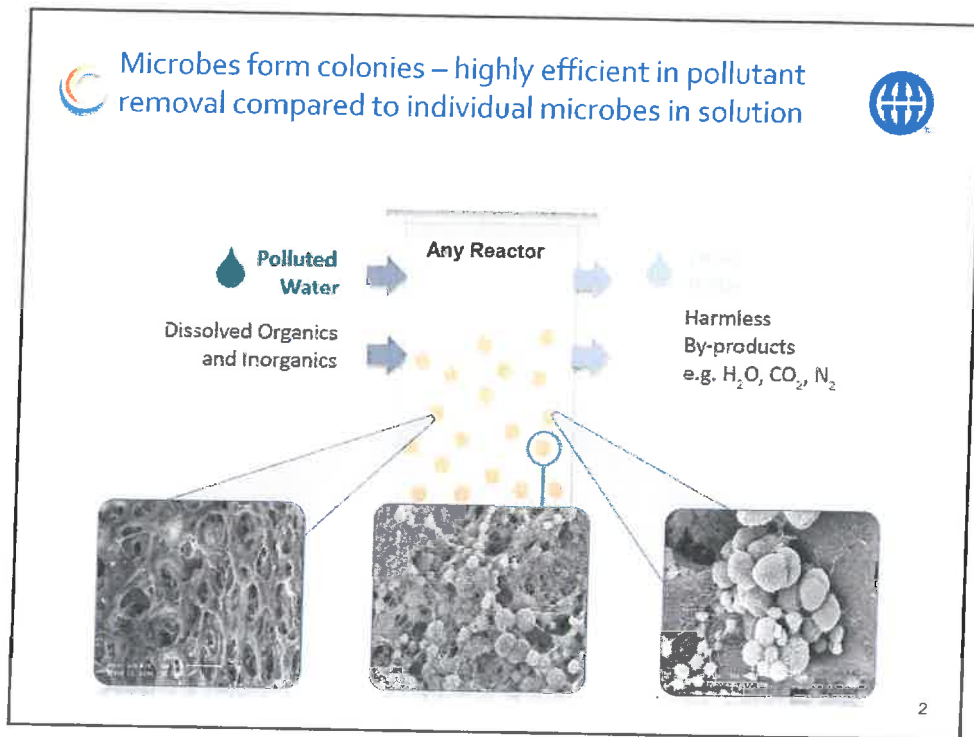 Microbes form colonies – highly efficient in pollutant
removal compared to individual microbes in solution
Any Reactor
Polluted
Water
Dissolved Organics
and Inorganics
Harmless
By-products
e.g. H₂O, CO₂, N₂
2